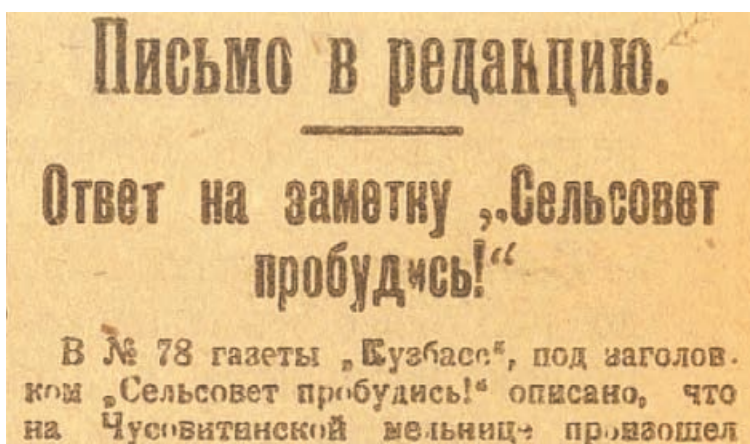 Письмо в редакцию.
Ответ на заметку „Сельсовет
пробудись!“
В № 78 газеты „Кузбасс“, под заголов-
ком „Сельсовет пробудись!“ описано, что
на Чусовитинской мельнице произошел